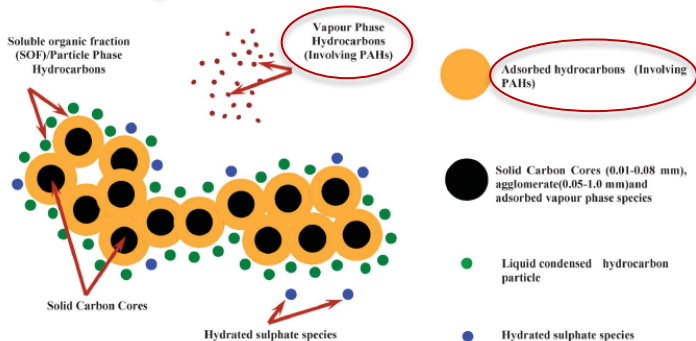 Soluble organic fraction
(SOF)/Particle Phase
Hydrocarbons
Vapour Phase
Hydrocarbons
(Involving PAHs)
Adsorbed hydrocarbons (Involving
PAHs)
Solid Carbon Cores (0.01-0.08 mm),
agglomerate(0.05-1.0 mm)and
adsorbed vapour phase species
Liquid condensed hydrocarbon
particle
Solid Carbon Cores
Hydrated sulphate species
Hydrated sulphate species